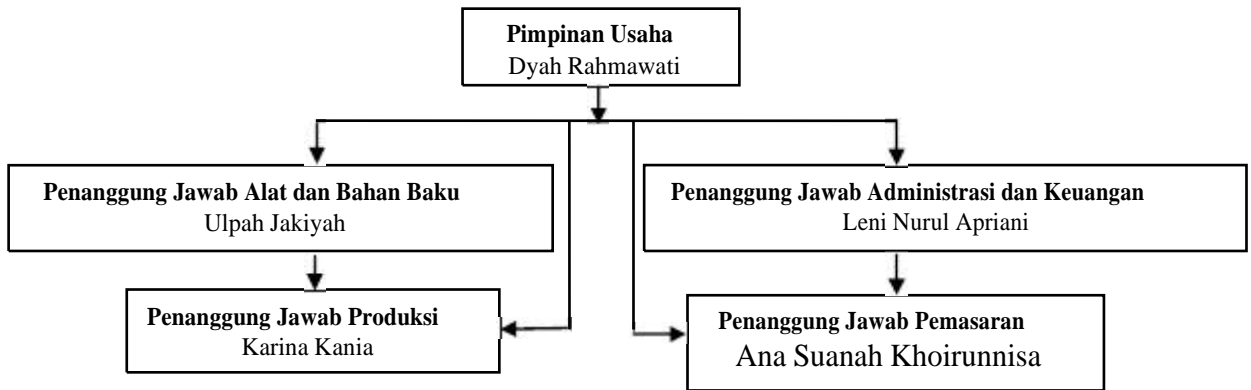 Pimpinan Usaha
Dyah Rahmawati
Penanggung Jawab Alat dan Bahan Baku
Ulpah Jakiyah
Penanggung Jawab Administrasi dan Keuangan
Leni Nurul Apriani
Penanggung Jawab Produksi
Karina Kania
Penanggung Jawab Pemasaran
Ana Suanah Khoirunnisa